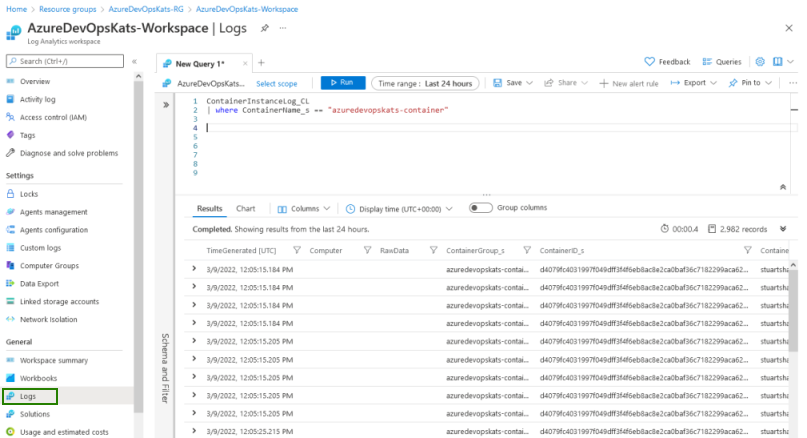 Home > Resource groups > AzureDevOpsKats-RG > AzureDevOpsKats-Workspace
AzureDevOpsKats-Workspace | Logs
Log Analytics workspace
Search (Ctrl+/)
Overview
Activity log
Access control (IAM)
Tags
Diagnose and solve problems
Settings
Locks
Agents management
Agents configuration
Custom logs
Computer Groups
Data Export
Linked storage accounts
Network Isolation
General
Workspace summary
Workbooks
Logs
Solutions
Usage and estimated costs
New Query 1*
Feedback
Queries
AzureDevOpsKats... Select scope Run Time range : Last 24 hours Save Share New alert rule Export Pin to
1 ContainerInstanceLog_CL
2 | where ContainerName_s == "azuredevopskats-container"
3
4
5
6
7
8
9
Schema and Filter
Results Chart Columns Display time (UTC+00:00) Group columns
Completed. Showing results from the last 24 hours. 00:00.4 2,982 records
TimeGenerated [UTC] Computer RawData ContainerGroup_s ContainerID_s Container
3/9/2022, 12:05:15.184 PM azuredevopskats-contai... d4079fc4031997f049dff3f4f6eb8ac8e2ca0baf36c7182299aca62... stuartsha
3/9/2022, 12:05:15.184 PM azuredevopskats-contai... d4079fc4031997f049dff3f4f6eb8ac8e2ca0baf36c7182299aca62... stuartsha
3/9/2022, 12:05:15.184 PM azuredevopskats-contai... d4079fc4031997f049dff3f4f6eb8ac8e2ca0baf36c7182299aca62... stuartsha
3/9/2022, 12:05:15.184 PM azuredevopskats-contai... d4079fc4031997f049dff3f4f6eb8ac8e2ca0baf36c7182299aca62... stuartsha
3/9/2022, 12:05:15.205 PM azuredevopskats-contai... d4079fc4031997f049dff3f4f6eb8ac8e2ca0baf36c7182299aca62... stuartsha
3/9/2022, 12:05:15.205 PM azuredevopskats-contai... d4079fc4031997f049dff3f4f6eb8ac8e2ca0baf36c7182299aca62... stuartsha
3/9/2022, 12:05:15.205 PM azuredevopskats-contai... d4079fc4031997f049dff3f4f6eb8ac8e2ca0baf36c7182299aca62... stuartsha
3/9/2022, 12:05:15.205 PM azuredevopskats-contai... d4079fc4031997f049dff3f4f6eb8ac8e2ca0baf36c7182299aca62... stuartsha
3/9/2022, 12:05:15.205 PM azuredevopskats-contai... d4079fc4031997f049dff3f4f6eb8ac8e2ca0baf36c7182299aca62... stuartsha
3/9/2022, 12:05:25.215 PM azuredevopskats-contai... d4079fc4031997f049dff3f4f6eb8ac8e2ca0baf36c7182299aca62... stuartsha